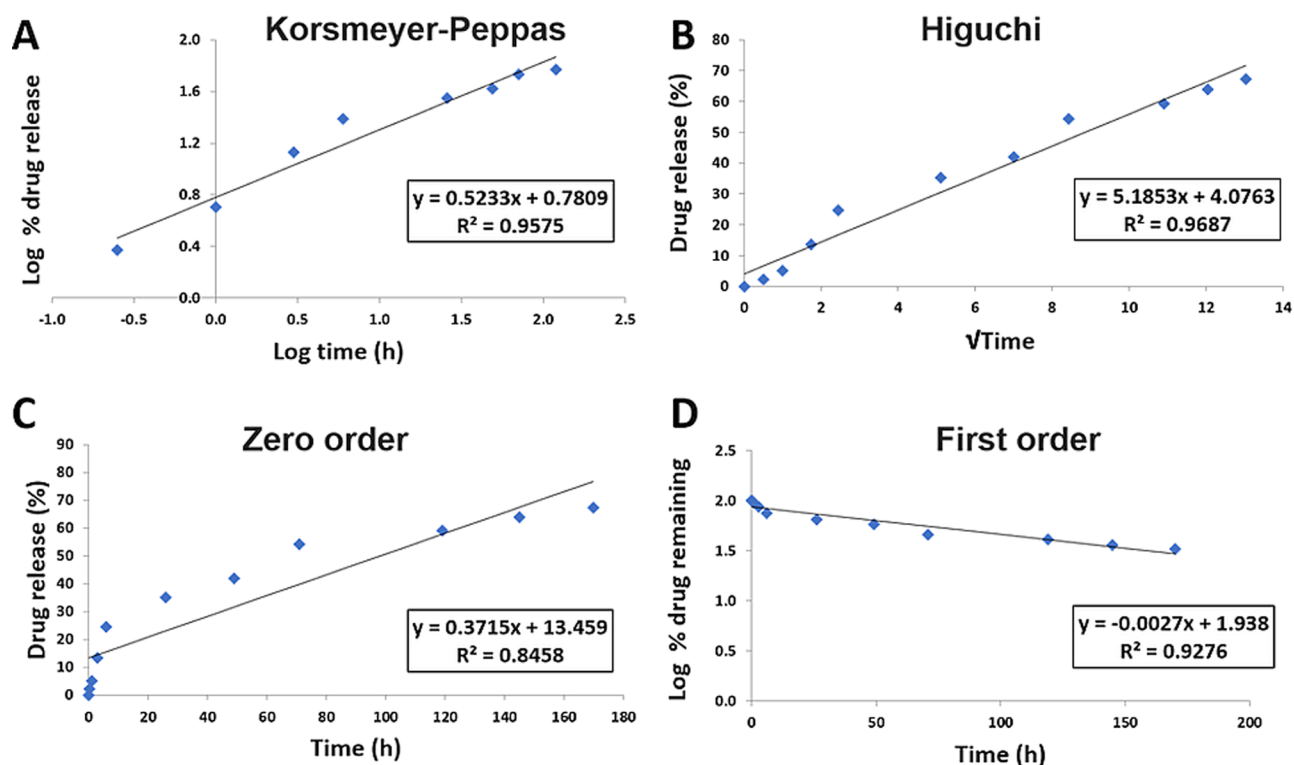 A
Korsmeyer-Peppas
Log % drug release
2.0
1.6
1.2
0.8
0.4
0.0
y = 0.5233x + 0.7809
R² = 0.9575
-1.0 -0.5 0.0 0.5 1.0 1.5 2.0 2.5
Log time (h)
B
Higuchi
Drug release (%)
80
70
60
50
40
30
20
10
0
y = 5.1853x + 4.0763
R² = 0.9687
0 2 4 6 8 10 12 14
√Time
C
Zero order
Drug release (%)
90
80
70
60
50
40
30
20
10
0
y = 0.3715x + 13.459
R² = 0.8458
0 20 40 60 80 100 120 140 160 180
Time (h)
D
First order
Log % drug remaining
2.5
2.0
1.5
1.0
0.5
0.0
y = -0.0027x + 1.938
R² = 0.9276
0 50 100 150 200
Time (h)